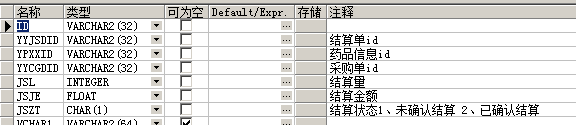 名称 类型 可为空 Default/Expr. 存储 注释
ID VARCHAR2(32) ...
YYJSDID VARCHAR2(32) ... 结算单id
YPXXID VARCHAR2(32) ... 药品信息id
YYCGDID VARCHAR2(32) ... 采购单id
JSL INTEGER ... 结算量
JSJE FLOAT ... 结算金额
JSZT CHAR(1) ... 结算状态1、未确认结算 2、已确认结算
VCHAR1 VARCHAR2(64) ...